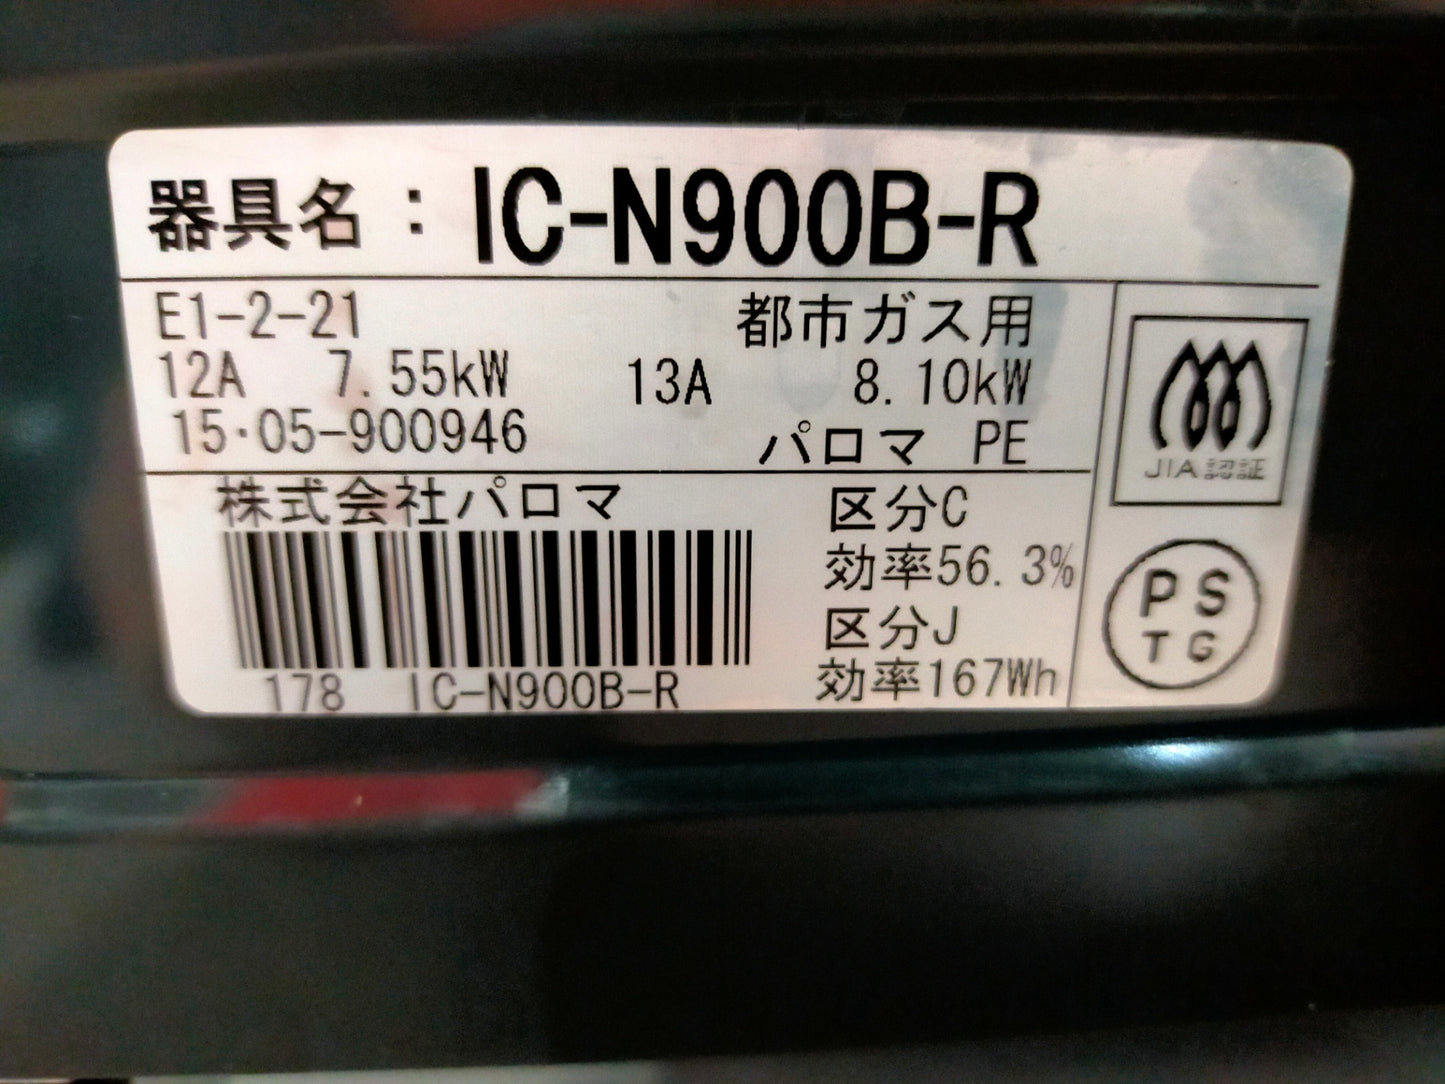 器具名：IC-N900B-R
E1-2-21 都市ガス用
12A 7.55kW 13A 8.10kW
15・05-900946 パロマ PE
JIA認証
株式会社パロマ 区分C
効率56.3%
区分J
178 IC-N900B-R 効率167Wh
PS
TG